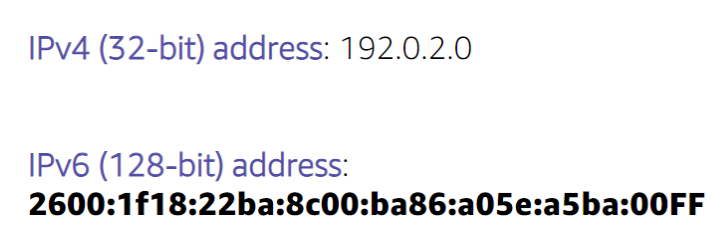 IPv4 (32-bit) address: 192.0.2.0
IPv6 (128-bit) address:
2600:1f18:22ba:8c00:ba86:a05e:a5ba:00FF